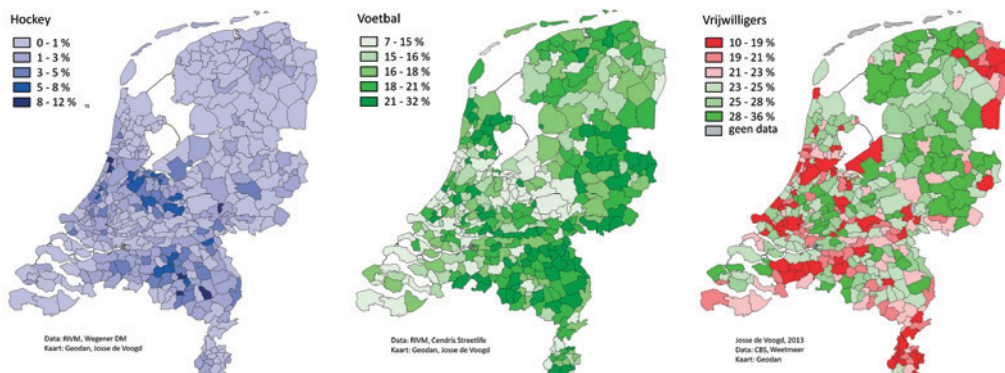 Hockey
0 - 1 %
1 - 3 %
3 - 5 %
5 - 8 %
8 - 12 %
Data: RIVM, Wegener DM
Kaart: Geodan, Josse de Voogd
Voetbal
7 - 15 %
15 - 16 %
16 - 18 %
18 - 21 %
21 - 32 %
Data: RIVM, Cendris Streetlife
Kaart: Geodan, Josse de Voogd
Vrijwilligers
10 - 19 %
19 - 21 %
21 - 23 %
23 - 25 %
25 - 28 %
28 - 36 %
geen data
Josse de Voogd, 2013
Data: CBS, Weetmeer
Kaart: Geodan